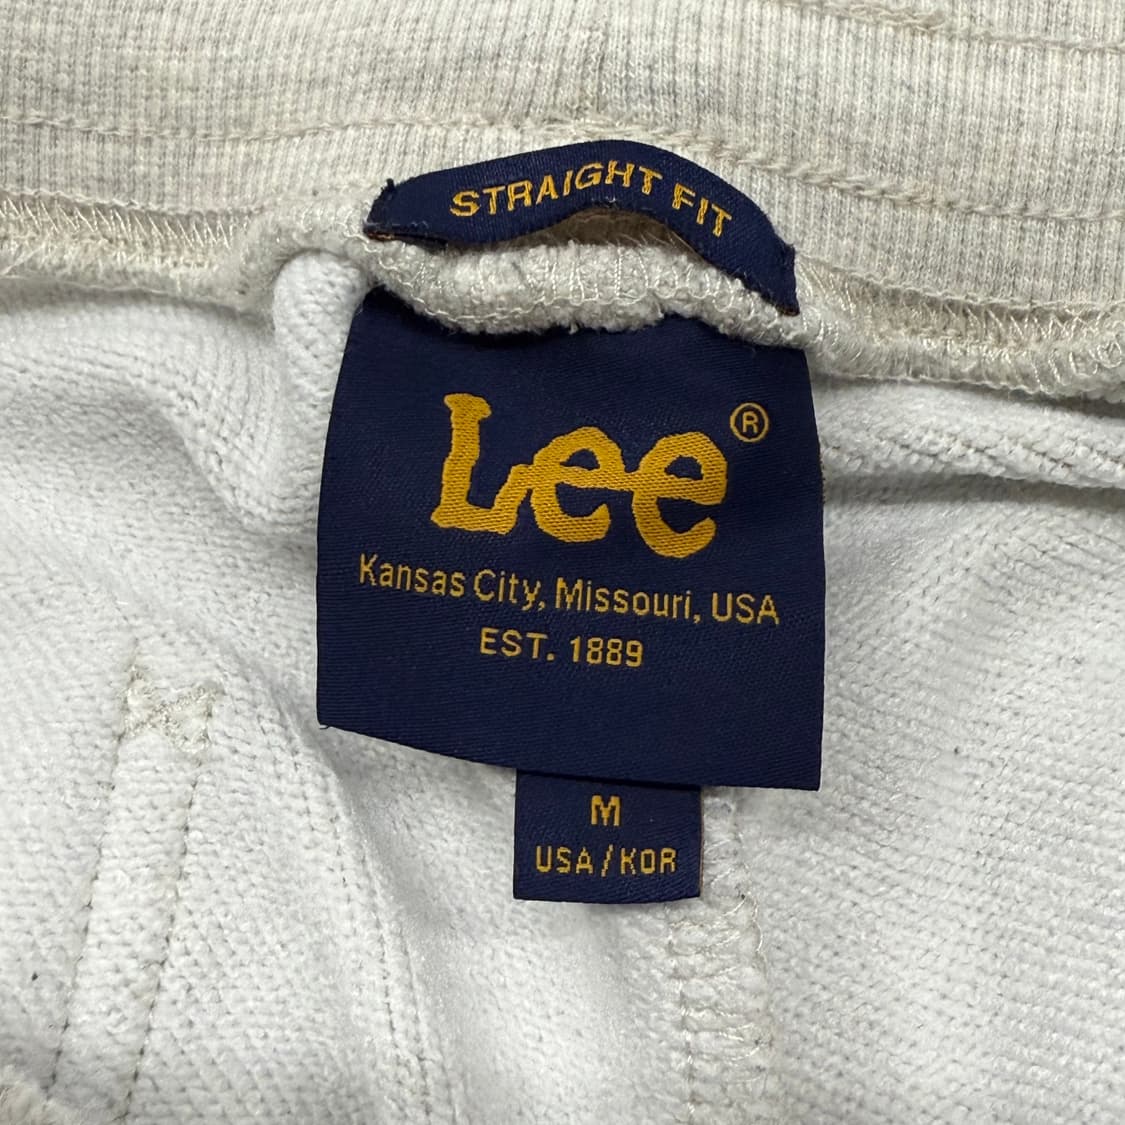 STRAIGHT FIT
Lee®
Kansas City, Missouri, USA
EST. 1889
M
USA/KOR